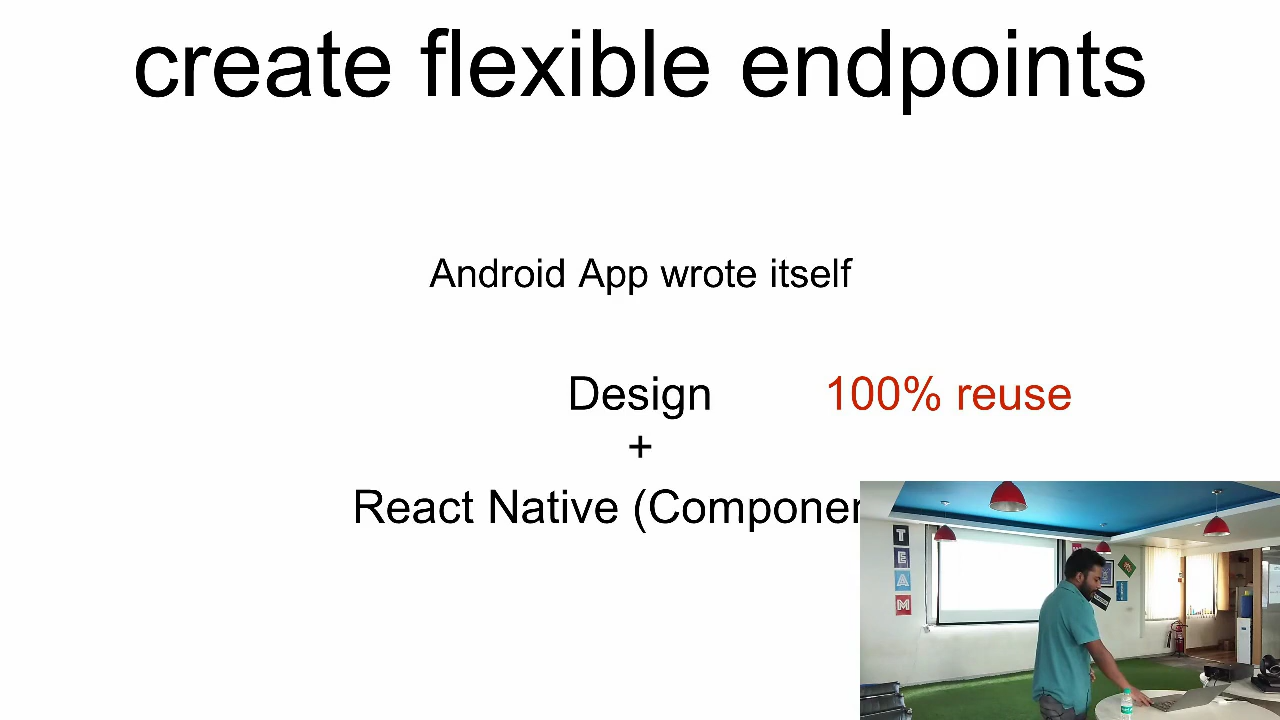 create flexible endpoints
Android App wrote itself
Design 100% reuse
+
React Native (Componen
T
E
A
M